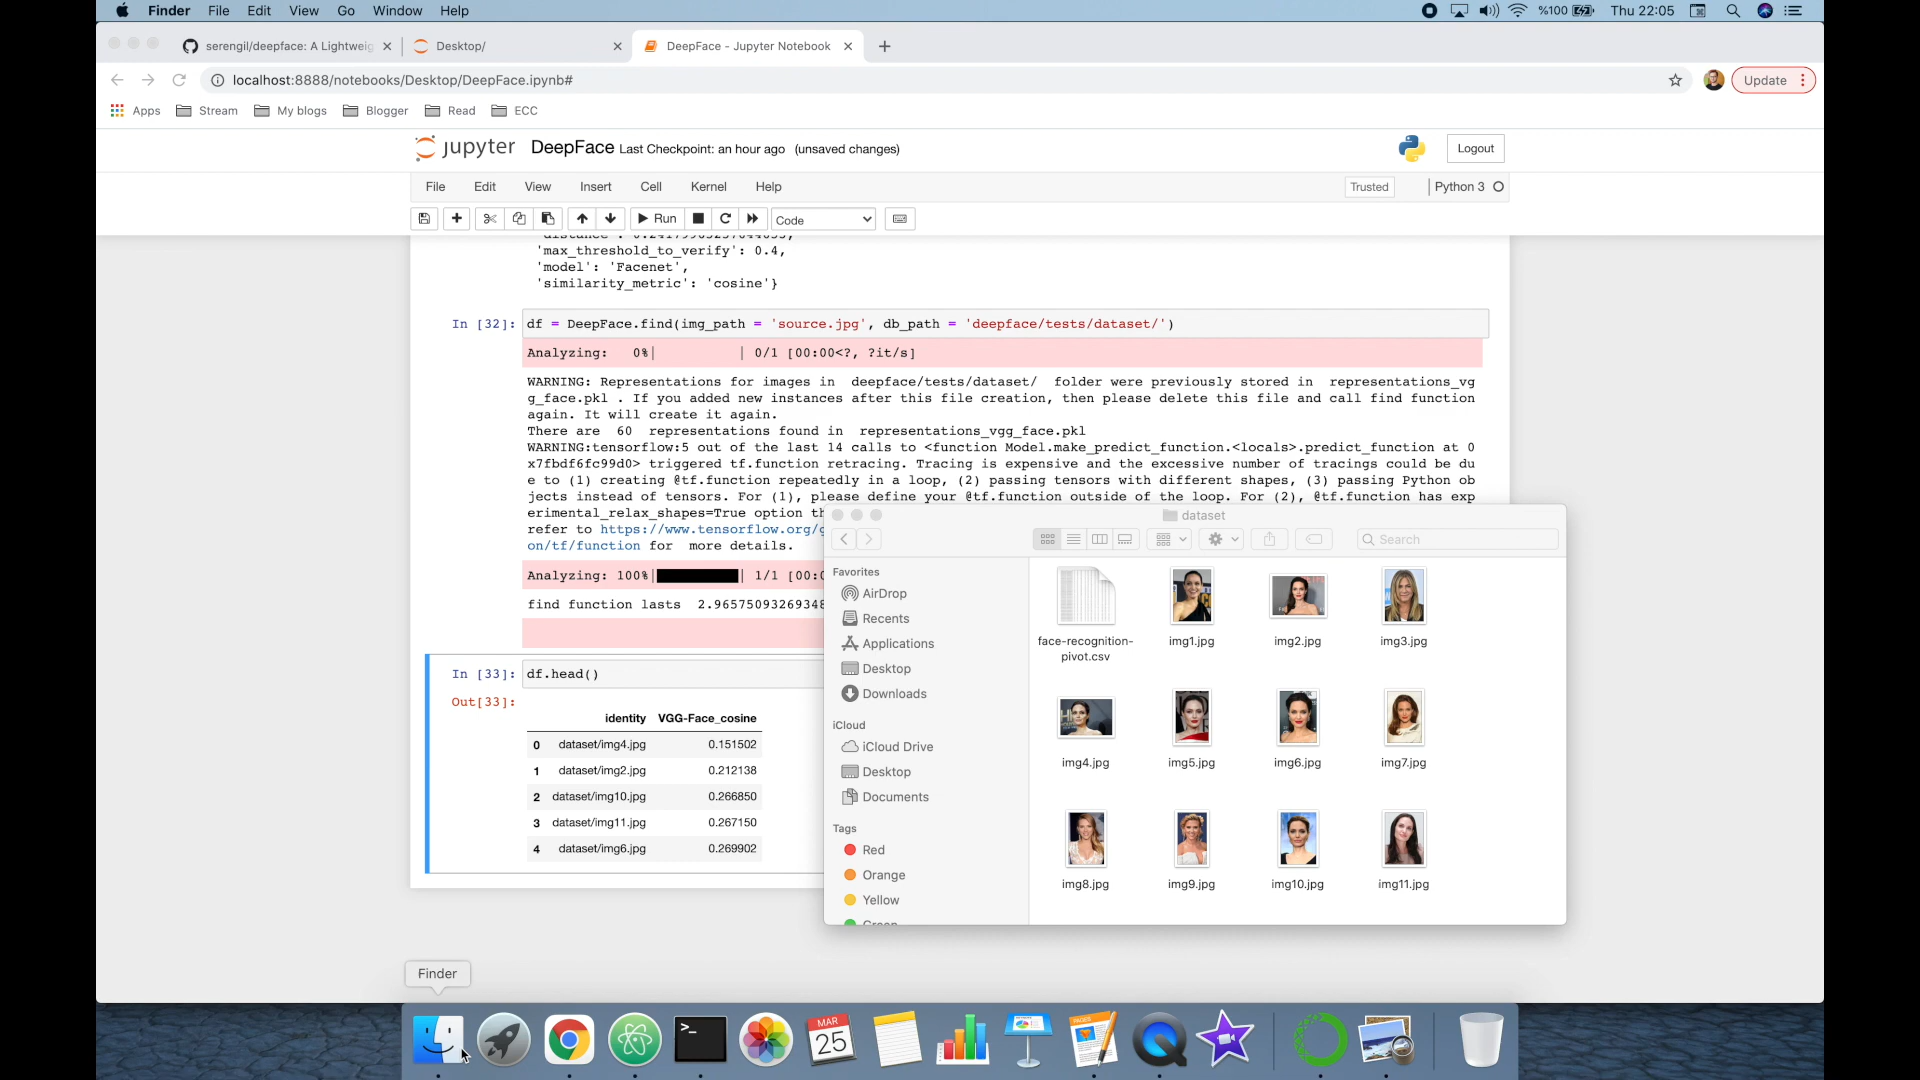 Finder File Edit View Go Window Help
%100 Thu 22:05
serengil/deepface: A Lightweig
Desktop/
DeepFace - Jupyter Notebook
localhost:8888/notebooks/Desktop/DeepFace.ipynb#
Update
Apps Stream My blogs Blogger Read ECC
jupyter DeepFace Last Checkpoint: an hour ago (unsaved changes)
Logout
File Edit View Insert Cell Kernel Help
Trusted
Python 3
Run
Code
'max_threshold_to_verify': 0.4,
'model': 'Facenet',
'similarity_metric': 'cosine'}
In [32]: df = DeepFace.find(img_path = 'source.jpg', db_path = 'deepface/tests/dataset/')
Analyzing: 0%| | 0/1 [00:00<?, ?it/s]
WARNING: Representations for images in deepface/tests/dataset/ folder were previously stored in representations_vg
g_face.pkl . If you added new instances after this file creation, then please delete this file and call find function
again. It will create it again.
There are 60 representations found in representations_vgg_face.pkl
WARNING:tensorflow:5 out of the last 14 calls to <function Model.make_predict_function.<locals>.predict_function at 0
x7fbdf6fc99d0> triggered tf.function retracing. Tracing is expensive and the excessive number of tracings could be du
e to (1) creating @tf.function repeatedly in a loop, (2) passing tensors with different shapes, (3) passing Python ob
jects instead of tensors. For (1), please define your @tf.function outside of the loop. For (2), @tf.function has exp
erimental_relax_shapes=True option
refer to https://www.tensorflow.org/
on/tf/function for more details.
Analyzing: 100%| | 1/1 [00:
find function lasts 2.9657509326934
In [33]: df.head()
Out[33]:
identity VGG-Face_cosine
0 dataset/img4.jpg 0.151502
1 dataset/img2.jpg 0.212138
2 dataset/img10.jpg 0.266850
3 dataset/img11.jpg 0.267150
4 dataset/img6.jpg 0.269902
dataset
Search
Favorites
AirDrop
Recents
Applications
Desktop
Downloads
iCloud
iCloud Drive
Desktop
Documents
Tags
Red
Orange
Yellow
face-recognition-
pivot.csv
img1.jpg
img2.jpg
img3.jpg
img4.jpg
img5.jpg
img6.jpg
img7.jpg
img8.jpg
img9.jpg
img10.jpg
img11.jpg
Finder
MAR
25
PAGES